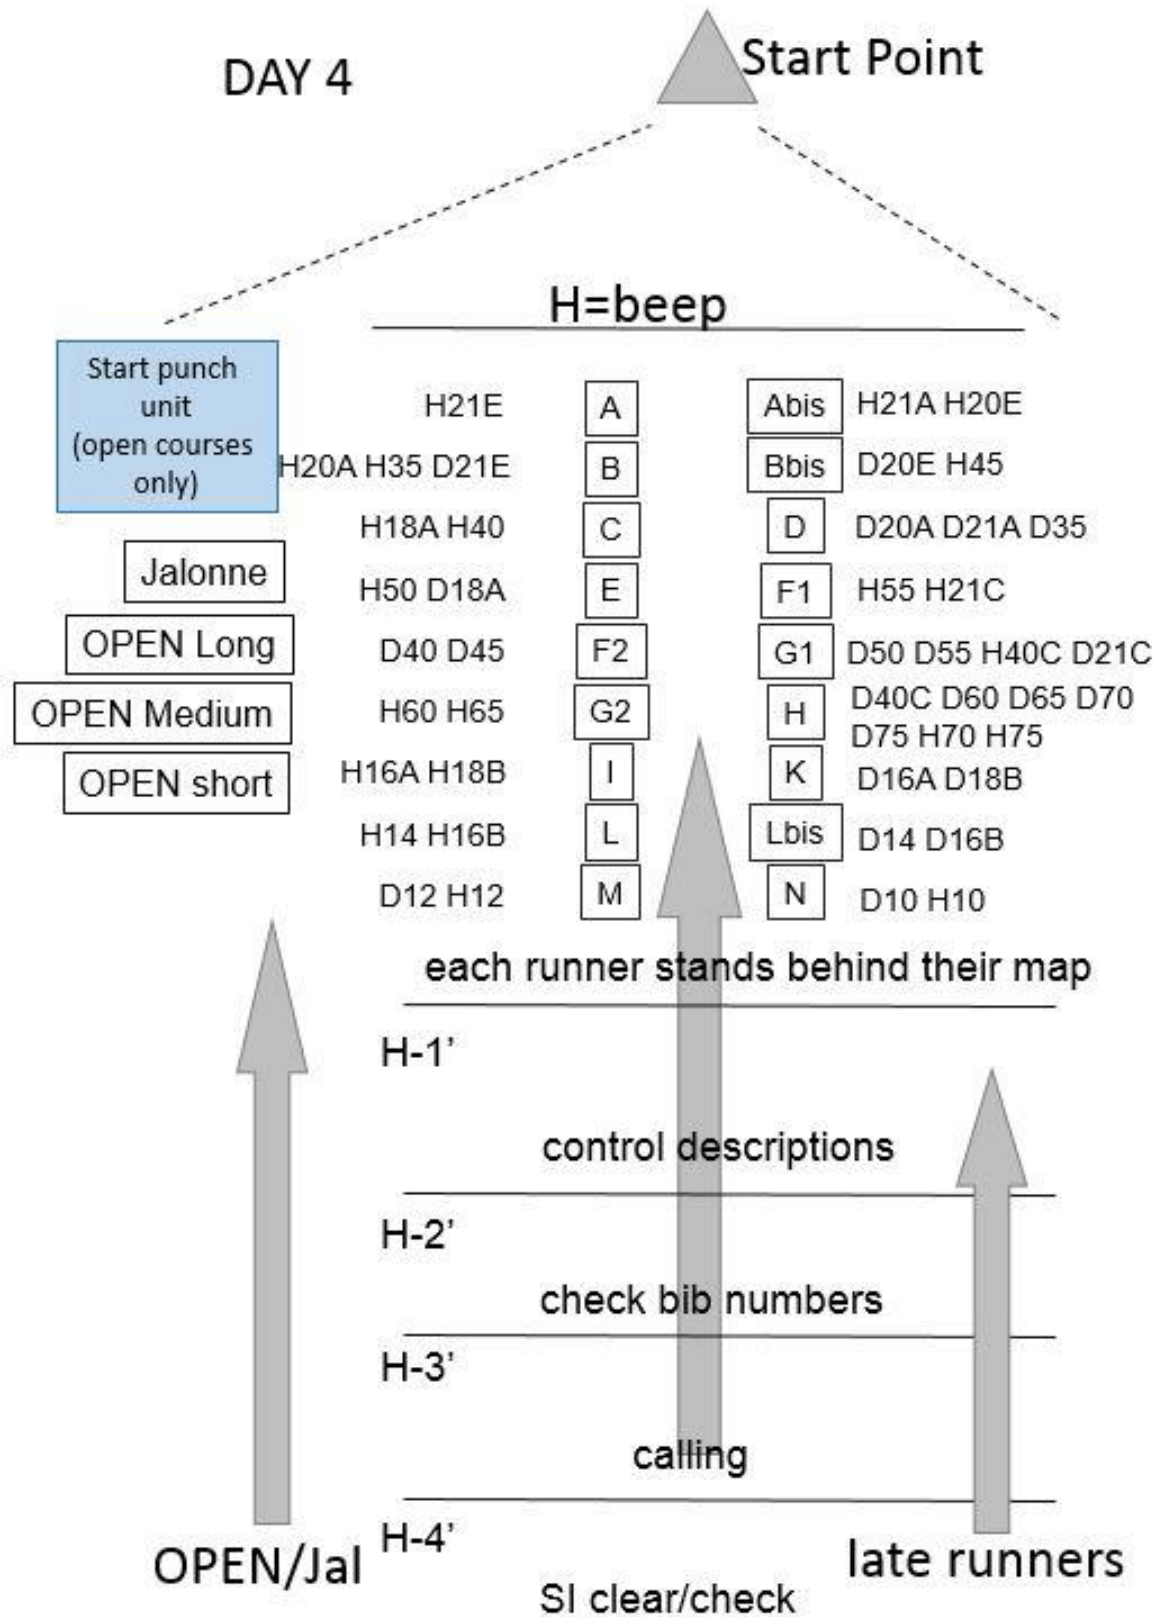 DAY 4
Start Point
H=beep
Start punch
unit
(open courses
only)
Jalonne
OPEN Long
OPEN Medium
OPEN short
H21E A Abis H21A H20E
H20A H35 D21E B Bbis D20E H45
H18A H40 C D D20A D21A D35
H50 D18A E F1 H55 H21C
D40 D45 F2 G1 D50 D55 H40C D21C
H60 H65 G2 H D40C D60 D65 D70
D75 H70 H75
H16A H18B I K D16A D18B
H14 H16B L Lbis D14 D16B
D12 H12 M N D10 H10
each runner stands behind their map
H-1’
control descriptions
H-2’
check bib numbers
H-3’
calling
H-4’
OPEN/Jal
late runners
SI clear/check